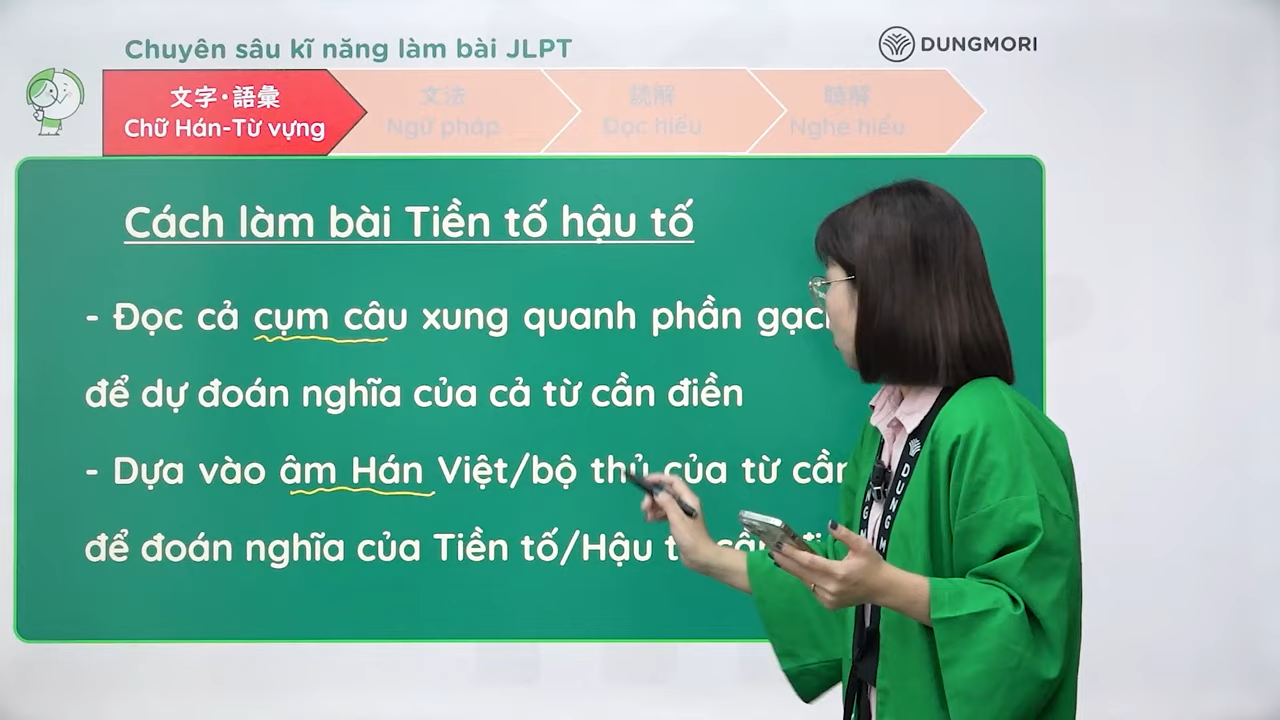 Chuyên sâu kĩ năng làm bài JLPT
DUNGMORI
文字・語彙
Chữ Hán-Từ vựng
文法
Ngữ pháp
読解
Đọc hiểu
聴解
Nghe hiểu
Cách làm bài Tiền tố hậu tố
- Đọc cả cụm câu xung quanh phần
để dự đoán nghĩa của cả từ cần điền
- Dựa vào âm Hán Việt/bộ thủ của từ
để đoán nghĩa của Tiền tố/Hậu